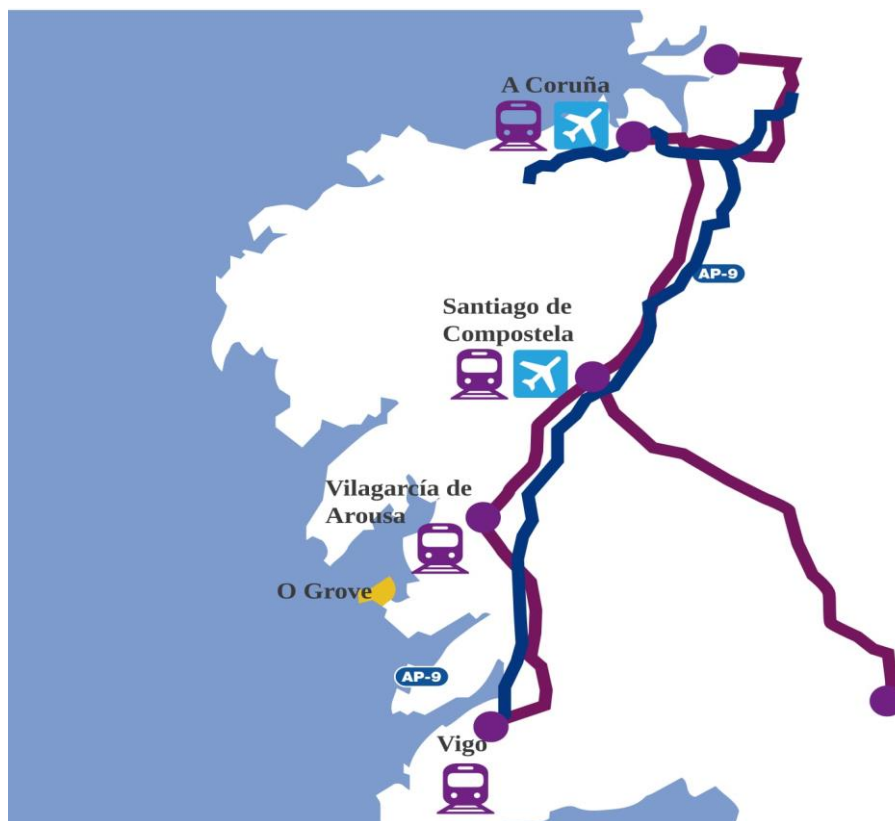 A Coruña
AP-9
Santiago de
Compostela
Vilagarcía de
Arousa
O Grove
AP-9
Vigo